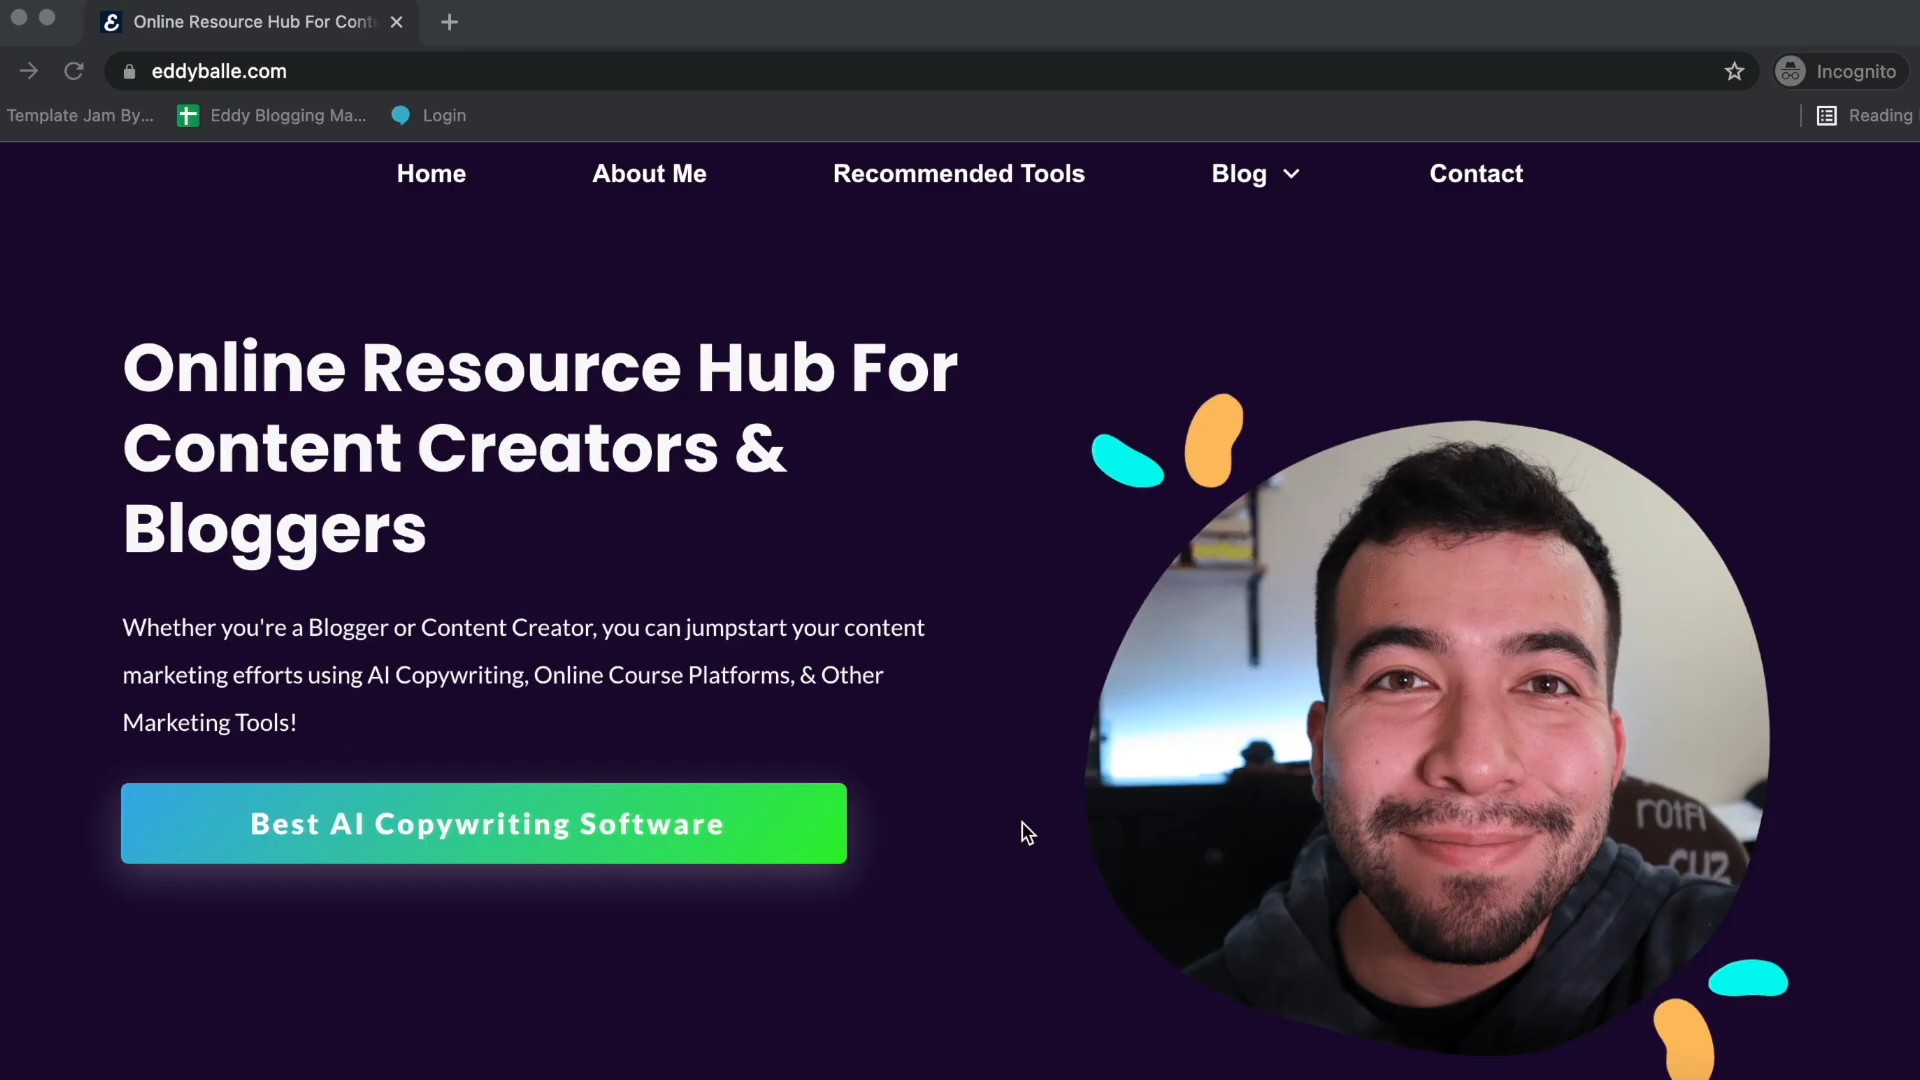 Online Resource Hub For Conte
eddyballe.com
Incognito
Template Jam By...
Eddy Blogging Ma...
Login
Reading
Home
About Me
Recommended Tools
Blog
Contact
Online Resource Hub For
Content Creators &
Bloggers
Whether you're a Blogger or Content Creator, you can jumpstart your content
marketing efforts using AI Copywriting, Online Course Platforms, & Other
Marketing Tools!
Best AI Copywriting Software